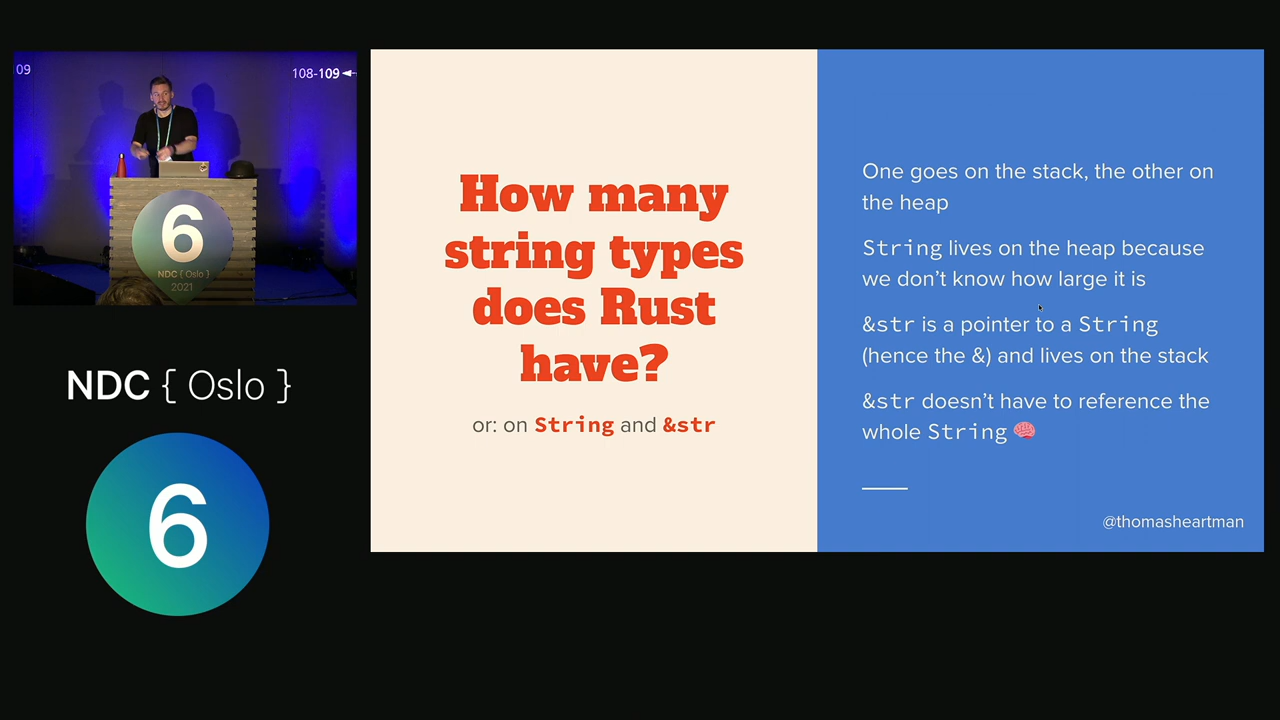 09
108-109
6
NDC { Oslo }
2021
NDC { Oslo }
6
How many
string types
does Rust
have?
or: on String and &str
One goes on the stack, the other on
the heap
String lives on the heap because
we don’t know how large it is
&str is a pointer to a String
(hence the &) and lives on the stack
&str doesn’t have to reference the
whole String 🧠
@thomasheartman